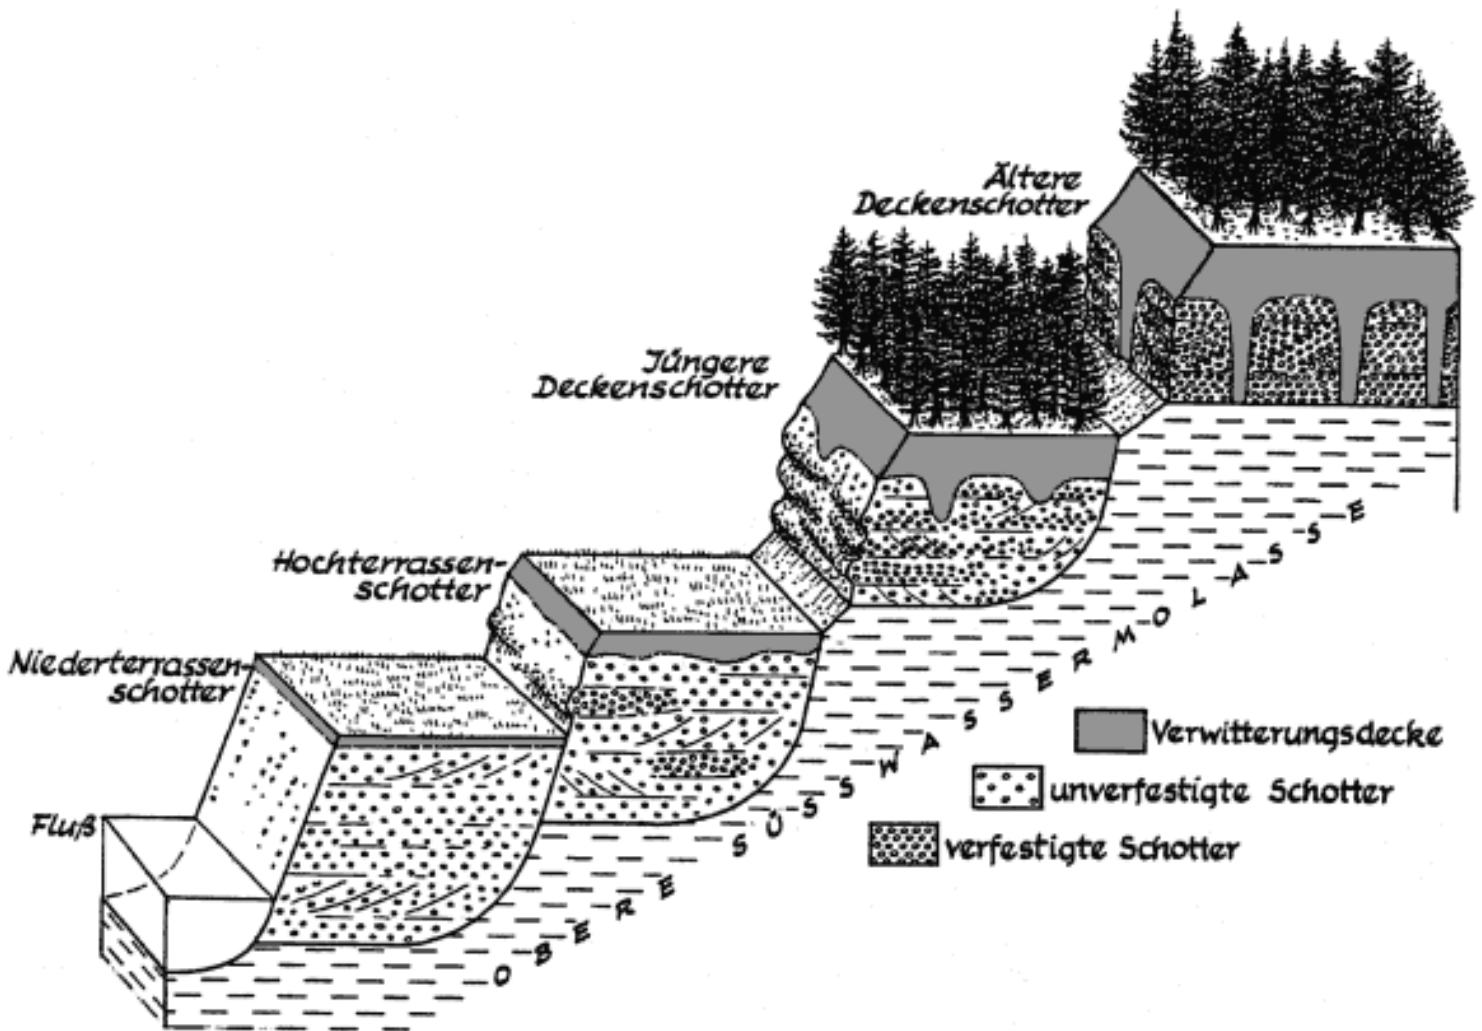 Ältere
Deckenschotter
Jüngere
Deckenschotter
Hochterrassen-
schotter
Niederterrassen-
schotter
Fluß
OBERE SÜSSWASSERMOLASSE
Verwitterungsdecke
unverfestigte Schotter
verfestigte Schotter